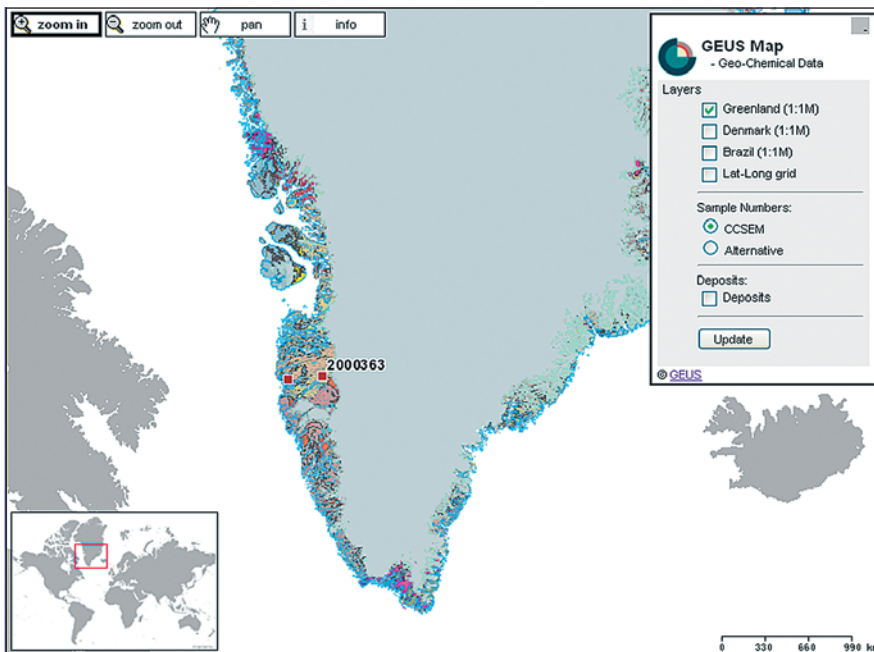 zoom in
zoom out
pan
i info
GEUS Map
- Geo-Chemical Data
Layers
Greenland (1:1M)
Denmark (1:1M)
Brazil (1:1M)
Lat-Long grid
Sample Numbers:
CCSEM
Alternative
Deposits:
Deposits
Update
© GEUS
2000363
0 330 660 990